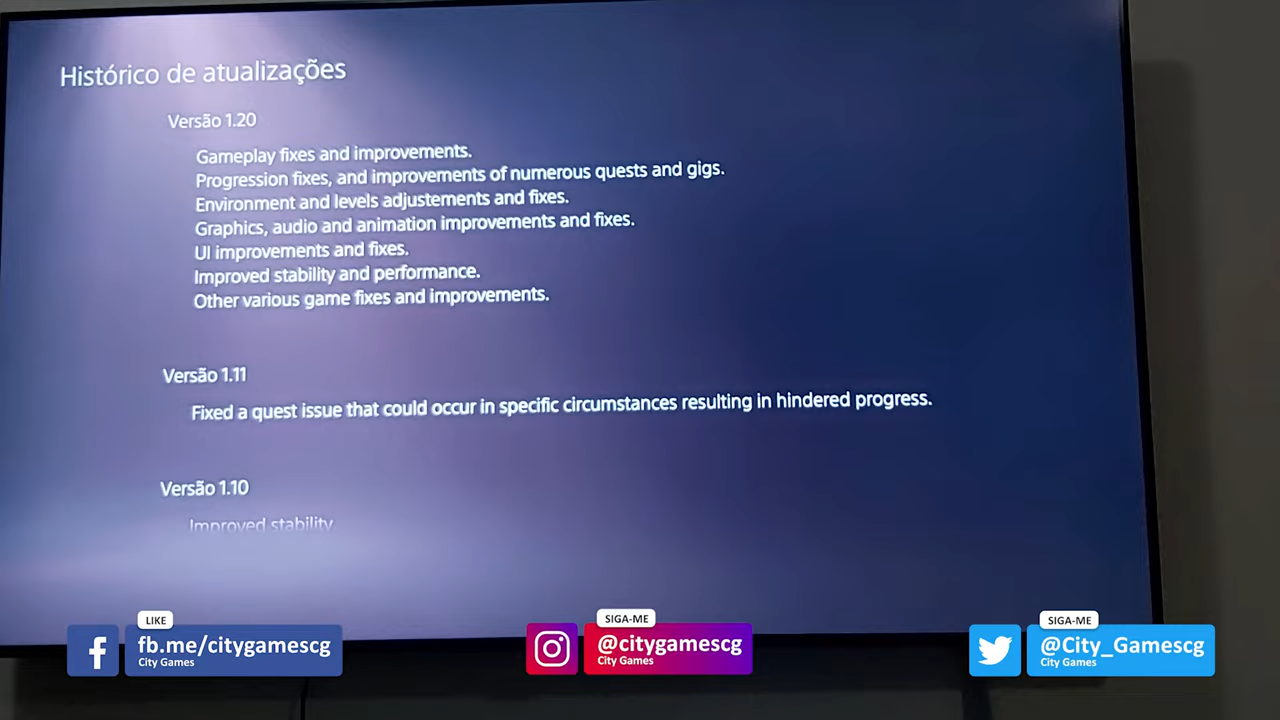 Histórico de atualizações
Versão 1.20
Gameplay fixes and improvements.
Progression fixes, and improvements of numerous quests and gigs.
Environment and levels adjustements and fixes.
Graphics, audio and animation improvements and fixes.
UI improvements and fixes.
Improved stability and performance.
Other various game fixes and improvements.
Versão 1.11
Fixed a quest issue that could occur in specific circumstances resulting in hindered progress.
Versão 1.10
Improved stability
LIKE
fb.me/citygamescg
City Games
SIGA-ME
@citygamescg
City Games
SIGA-ME
@City_Gamescg
City Games